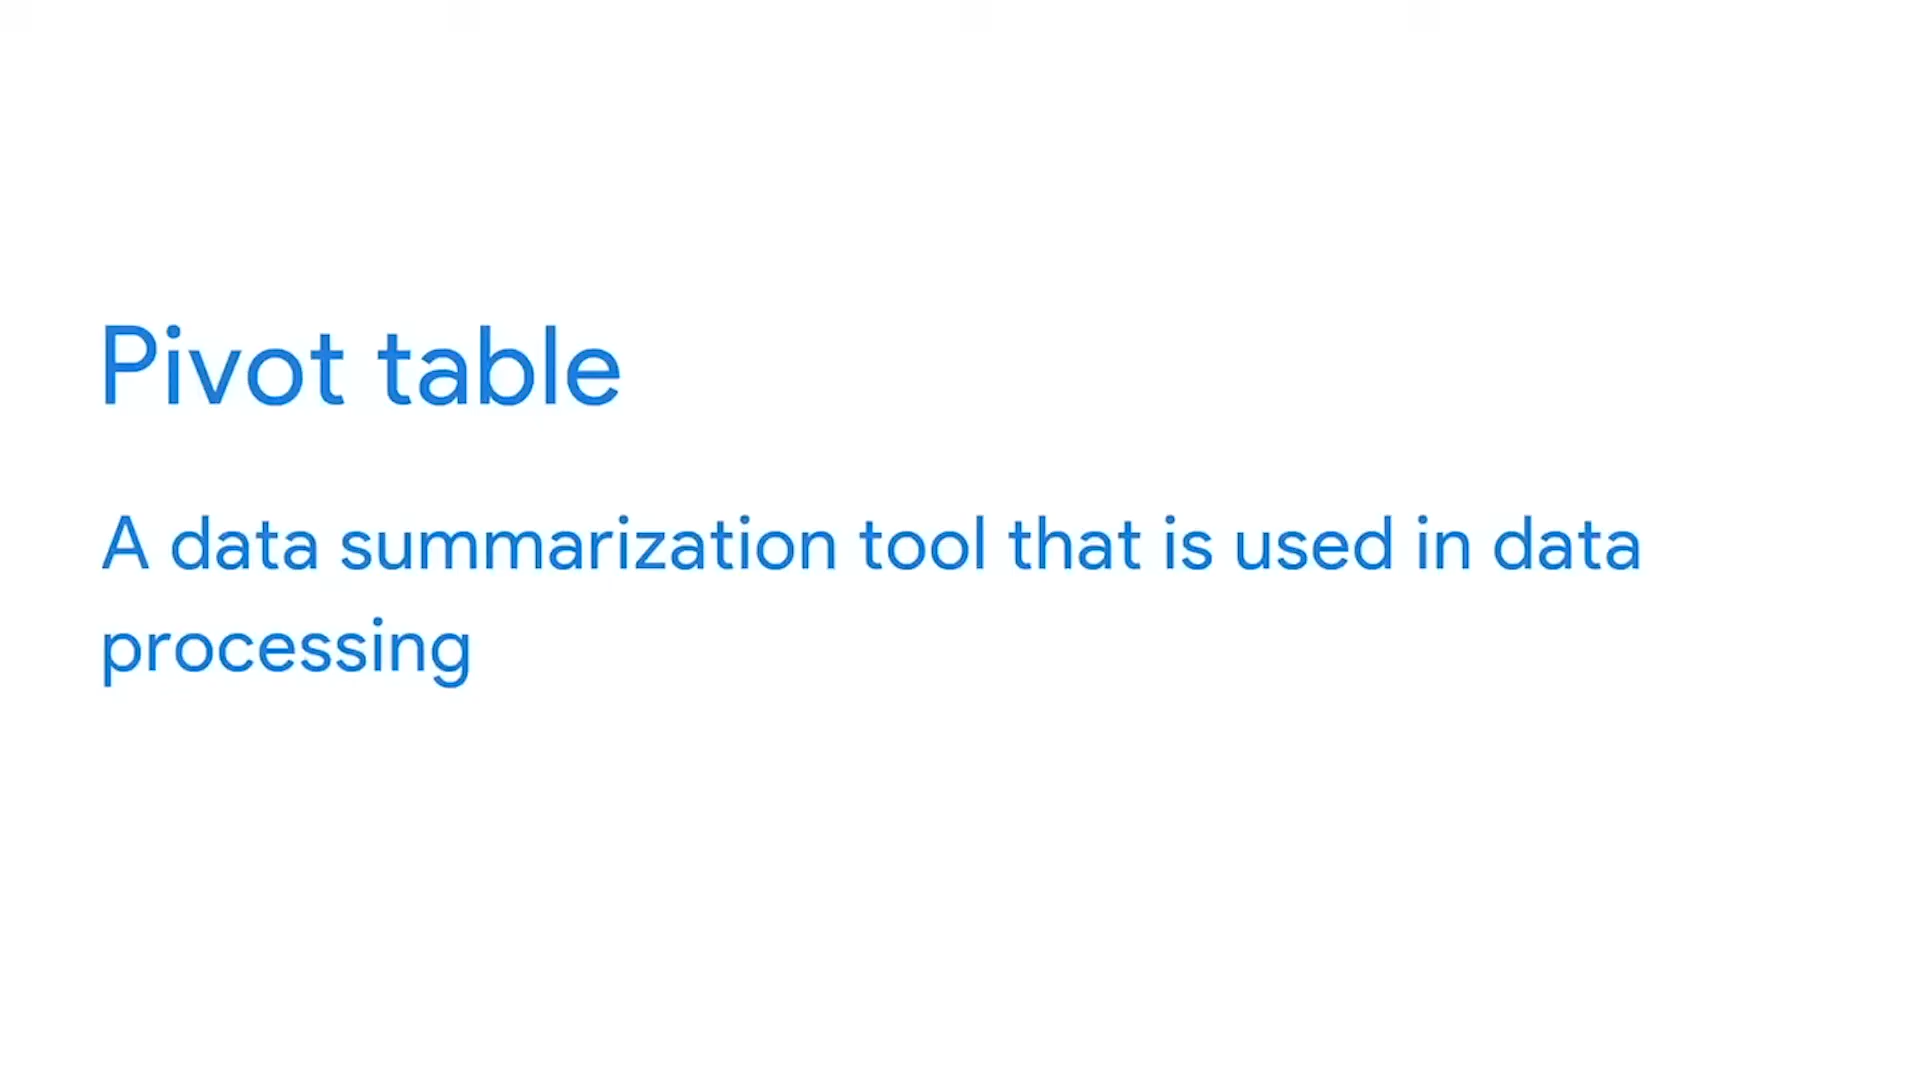 Pivot table
A data summarization tool that is used in data
processing